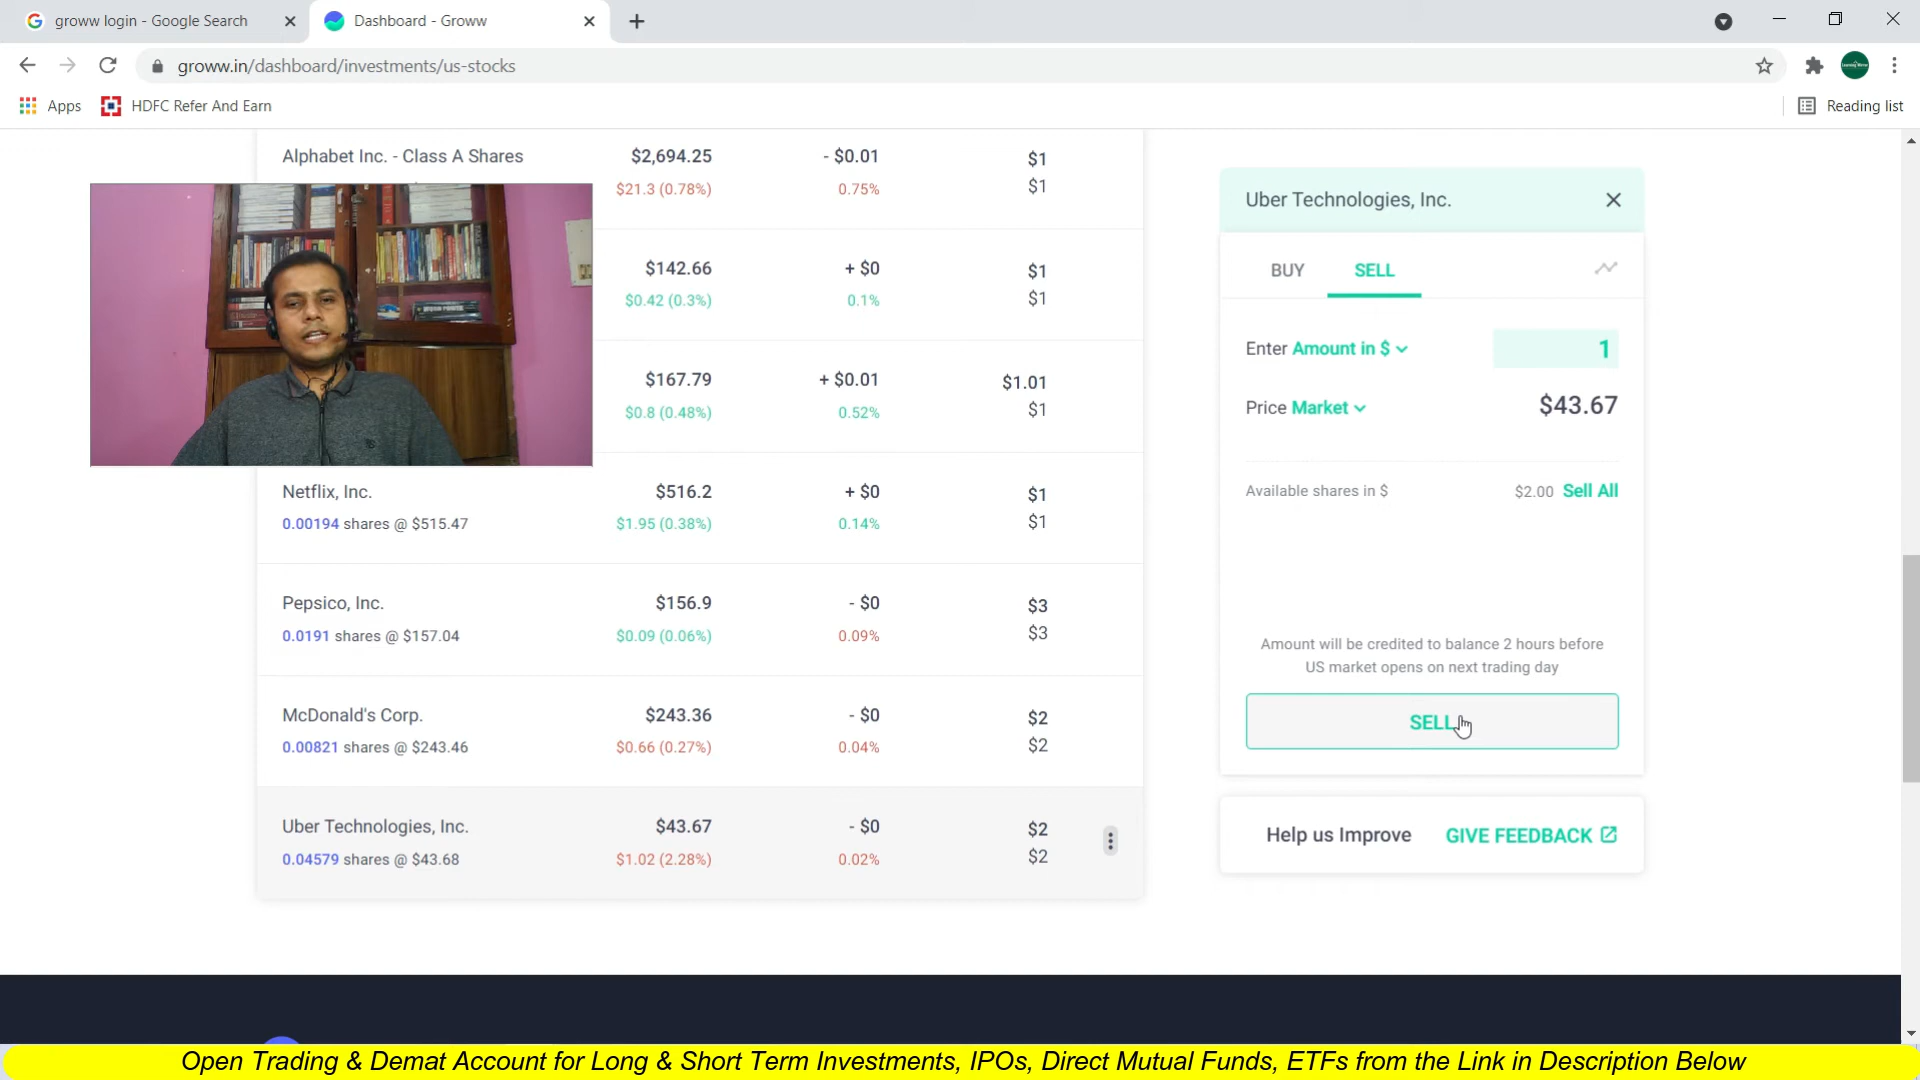 groww login - Google Search
Dashboard - Groww
groww.in/dashboard/investments/us-stocks
Apps
HDFC Refer And Earn
Reading list
Alphabet Inc. - Class A Shares
$2,694.25
- $0.01
$1
$21.3 (0.78%)
0.75%
$1
$142.66
+ $0
$1
$0.42 (0.3%)
0.1%
$1
$167.79
+ $0.01
$1.01
$0.8 (0.48%)
0.52%
$1
Netflix, Inc.
$516.2
+ $0
$1
0.00194 shares @ $515.47
$1.95 (0.38%)
0.14%
$1
Pepsico, Inc.
$156.9
- $0
$3
0.0191 shares @ $157.04
$0.09 (0.06%)
0.09%
$3
McDonald's Corp.
$243.36
- $0
$2
0.00821 shares @ $243.46
$0.66 (0.27%)
0.04%
$2
Uber Technologies, Inc.
$43.67
- $0
$2
0.04579 shares @ $43.68
$1.02 (2.28%)
0.02%
$2
Uber Technologies, Inc.
BUY
SELL
Enter Amount in $
1
Price Market
$43.67
Available shares in $
$2.00 Sell All
Amount will be credited to balance 2 hours before
US market opens on next trading day
SELL
Help us Improve
GIVE FEEDBACK
Open Trading & Demat Account for Long & Short Term Investments, IPOs, Direct Mutual Funds, ETFs from the Link in Description Below